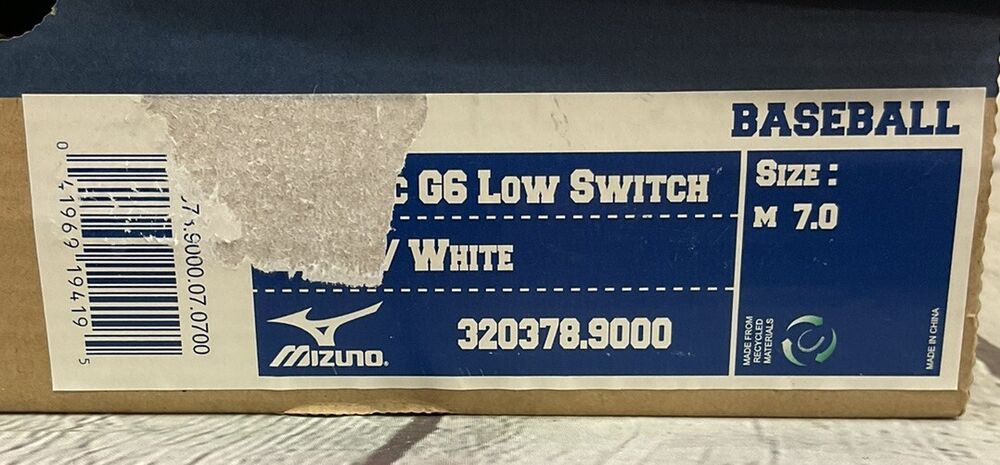 BASEBALL
G6 LOW SWITCH
/ WHITE
MIZUNO.
320378.9000
SIZE :
M 7.0
MADE FROM
RECYCLED
MATERIALS
MADE IN CHINA
0 41969 19419 5
.9000.07.0700